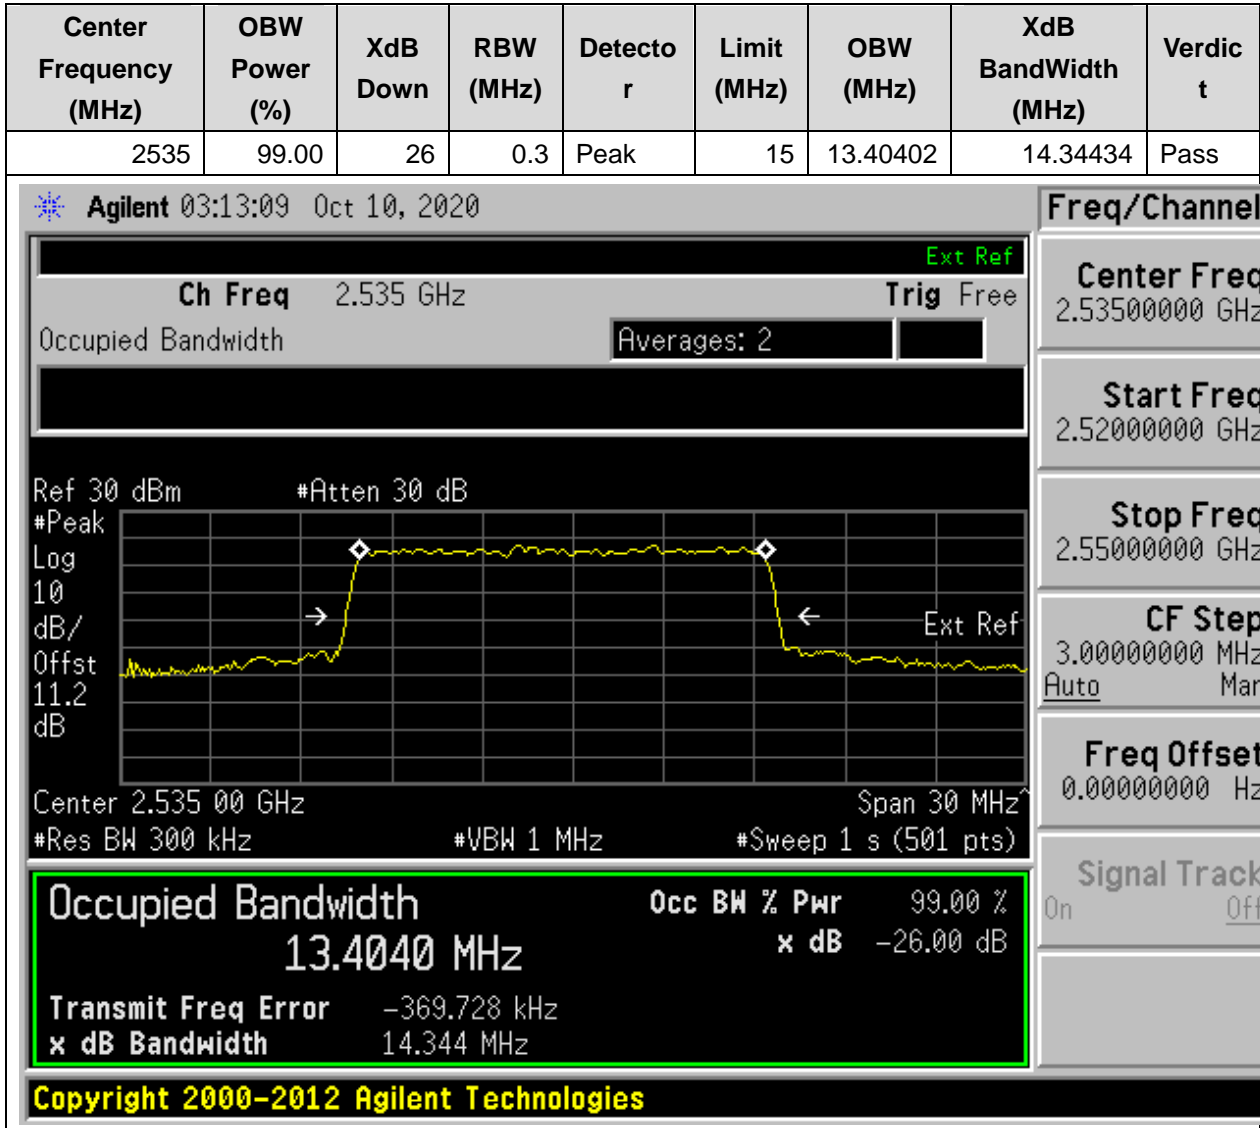 Center Frequency (MHz) OBW Power (%) XdB Down RBW (MHz) Detecto r Limit (MHz) OBW (MHz) XdB BandWidth (MHz) Verdic t
2535 99.00 26 0.3 Peak 15 13.40402 14.34434 Pass
Agilent 03:13:09 Oct 10, 2020
Freq/Channel
Ext Ref
Ch Freq 2.535 GHz Trig Free
Occupied Bandwidth Averages: 2
Center Freq
2.53500000 GHz
Start Freq
2.52000000 GHz
Stop Freq
2.55000000 GHz
CF Step
3.00000000 MHz
Auto Man
Freq Offset
0.00000000 Hz
Signal Track
On Off
Ref 30 dBm #Atten 30 dB
#Peak
Log
10
dB/
Offst
11.2
dB
Ext Ref
Center 2.535 00 GHz Span 30 MHz^
#Res BW 300 kHz #VBW 1 MHz #Sweep 1 s (501 pts)
Occupied Bandwidth Occ BW % Pwr 99.00 %
13.4040 MHz x dB -26.00 dB
Transmit Freq Error -369.728 kHz
x dB Bandwidth 14.344 MHz
Copyright 2000-2012 Agilent Technologies